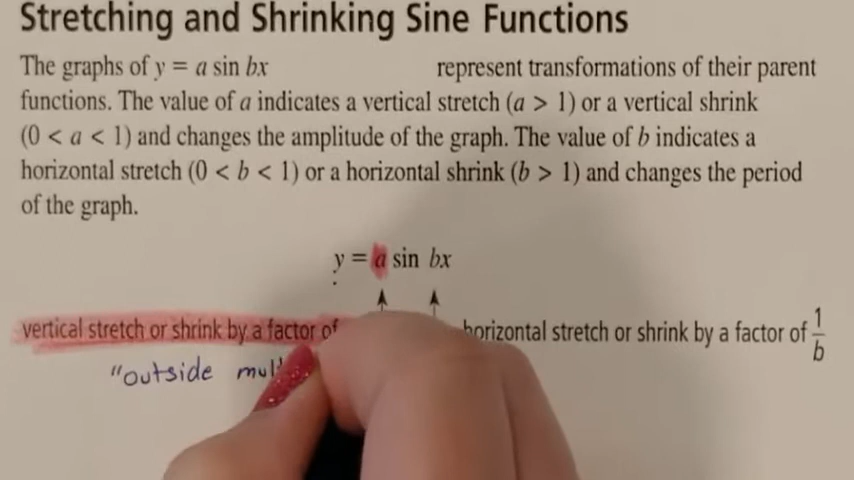 Stretching and Shrinking Sine Functions
The graphs of y = a sin bx represent transformations of their parent
functions. The value of a indicates a vertical stretch (a > 1) or a vertical shrink
(0 < a < 1) and changes the amplitude of the graph. The value of b indicates a
horizontal stretch (0 < b < 1) or a horizontal shrink (b > 1) and changes the period
of the graph.
y = a sin bx
vertical stretch or shrink by a factor of horizontal stretch or shrink by a factor of 1/b
"outside